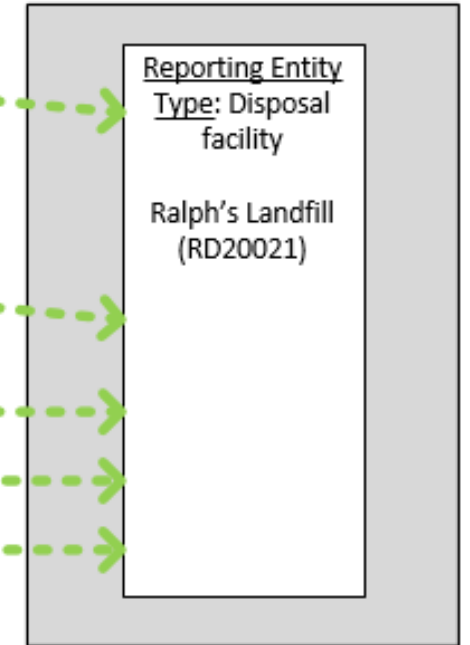 Reporting Entity
Type: Disposal
facility
Ralph's Landfill
(RD20021)